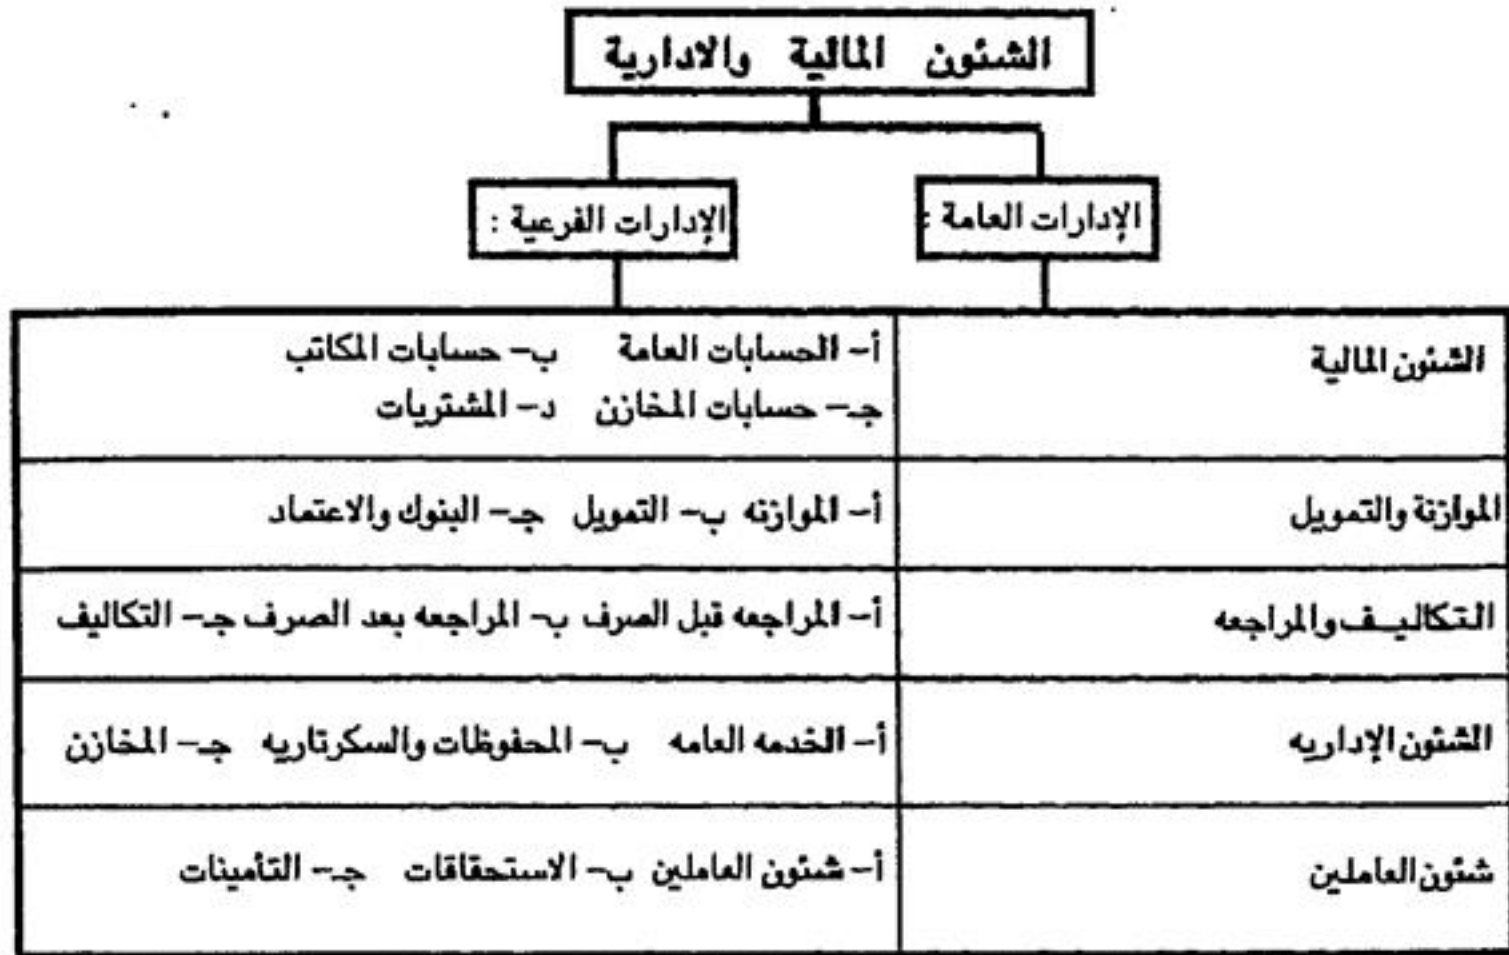 الشئون المالية والادارية
الإدارات العامة :
الإدارات الفرعية :
الشئون المالية
أ– الحسابات العامة ب– حسابات المكاتب
جـ– حسابات المخازن د– المشتريات
الموازنة والتمويل
أ– الموازنه ب– التمويل جـ– البنوك والاعتماد
التكاليف والمراجعه
أ– المراجعه قبل الصرف ب– المراجعه بعد الصرف جـ– التكاليف
الشئون الإداريه
أ– الخدمه العامه ب– المحفوظات والسكرتاريه جـ– المخازن
شئون العاملين
أ– شئون العاملين ب– الاستحقاقات جـ– التأمينات